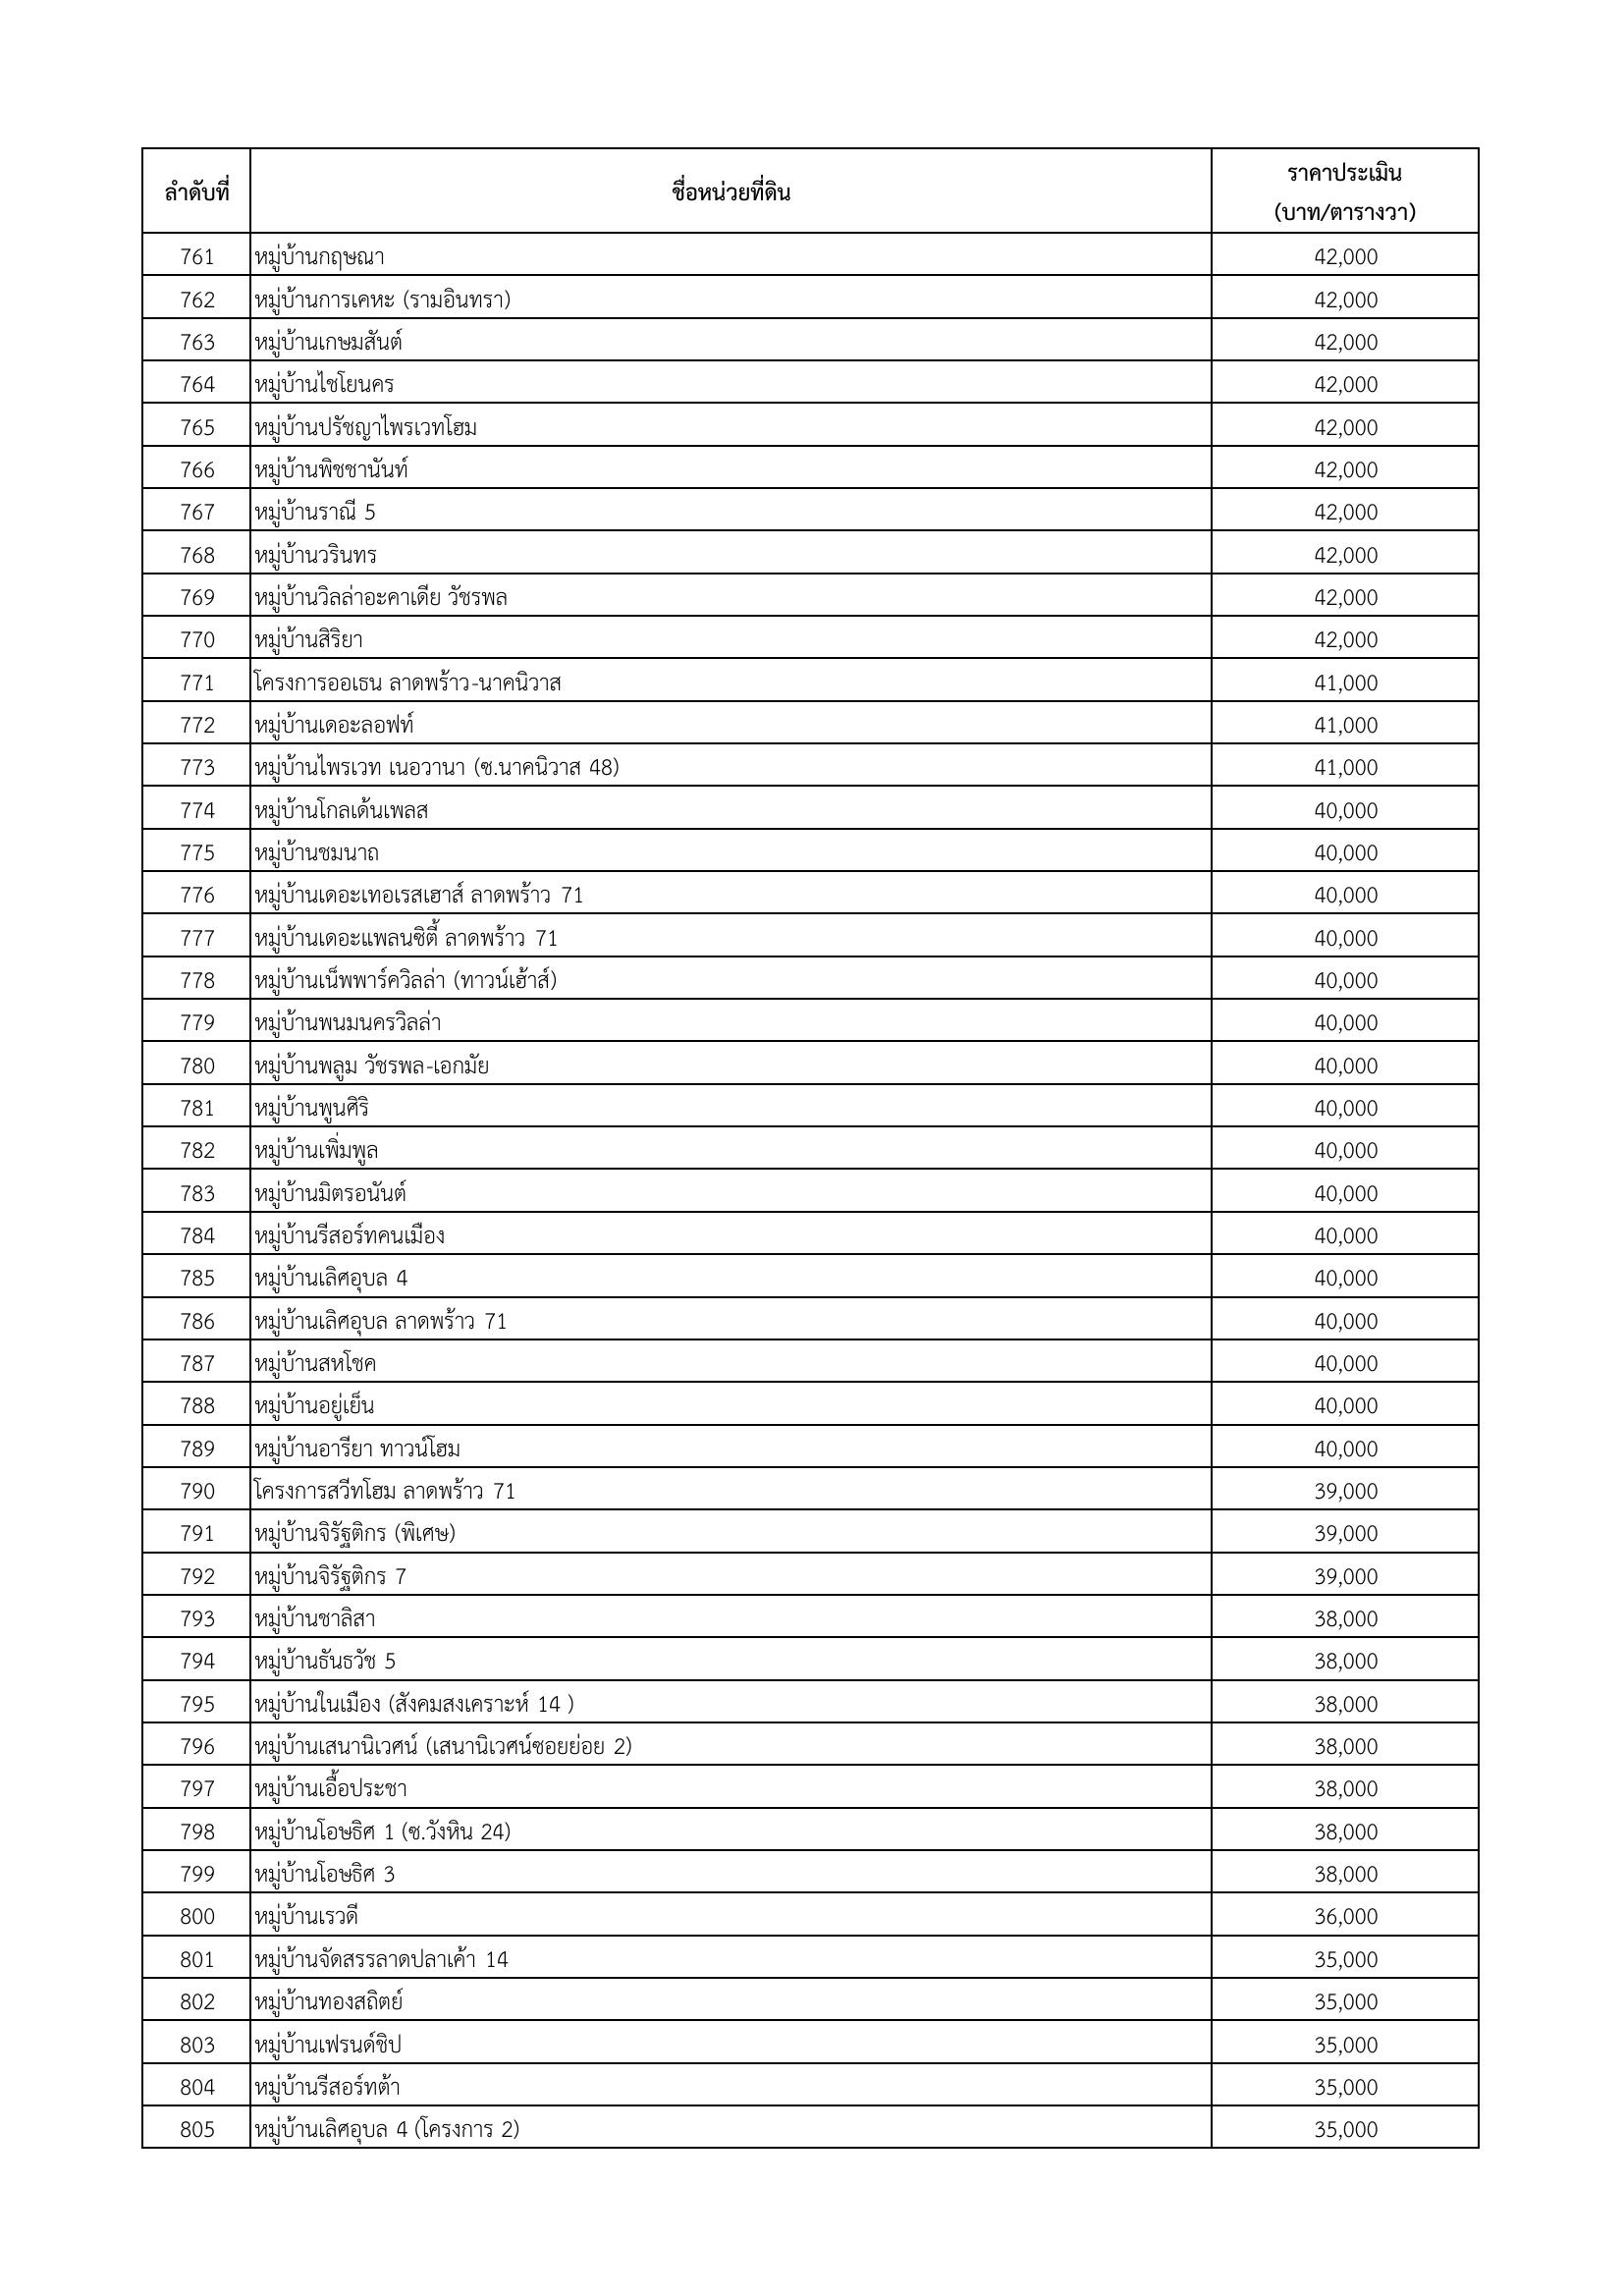 ลำดับที่ ชื่อหน่วยที่ดิน ราคาประเมิน
(บาท/ตารางวา)
761 หมู่บ้านกฤษณา 42,000
762 หมู่บ้านการเคหะ (รามอินทรา) 42,000
763 หมู่บ้านเกษมสันต์ 42,000
764 หมู่บ้านไชโยนคร 42,000
765 หมู่บ้านปรัชญาไพรเวทโฮม 42,000
766 หมู่บ้านพิชชานันท์ 42,000
767 หมู่บ้านราณี 5 42,000
768 หมู่บ้านวรินทร 42,000
769 หมู่บ้านวิลล่าอะคาเดีย วัชรพล 42,000
770 หมู่บ้านสิริยา 42,000
771 โครงการออเธน ลาดพร้าว-นาคนิวาส 41,000
772 หมู่บ้านเดอะลอฟท์ 41,000
773 หมู่บ้านไพรเวท เนอวานา (ซ.นาคนิวาส 48) 41,000
774 หมู่บ้านโกลเด้นเพลส 40,000
775 หมู่บ้านชมนาถ 40,000
776 หมู่บ้านเดอะเทอเรสเฮาส์ ลาดพร้าว 71 40,000
777 หมู่บ้านเดอะแพลนซิตี้ ลาดพร้าว 71 40,000
778 หมู่บ้านเน็พพาร์ควิลล่า (ทาวน์เฮ้าส์) 40,000
779 หมู่บ้านพนมนครวิลล่า 40,000
780 หมู่บ้านพลูม วัชรพล-เอกมัย 40,000
781 หมู่บ้านพูนศิริ 40,000
782 หมู่บ้านเพิ่มพูล 40,000
783 หมู่บ้านมิตรอนันต์ 40,000
784 หมู่บ้านรีสอร์ทคนเมือง 40,000
785 หมู่บ้านเลิศอุบล 4 40,000
786 หมู่บ้านเลิศอุบล ลาดพร้าว 71 40,000
787 หมู่บ้านสหโชค 40,000
788 หมู่บ้านอยู่เย็น 40,000
789 หมู่บ้านอารียา ทาวน์โฮม 40,000
790 โครงการสวีทโฮม ลาดพร้าว 71 39,000
791 หมู่บ้านจิรัฐติกร (พิเศษ) 39,000
792 หมู่บ้านจิรัฐติกร 7 39,000
793 หมู่บ้านชาลิสา 38,000
794 หมู่บ้านธันธวัช 5 38,000
795 หมู่บ้านในเมือง (สังคมสงเคราะห์ 14 ) 38,000
796 หมู่บ้านเสนานิเวศน์ (เสนานิเวศน์ซอยย่อย 2) 38,000
797 หมู่บ้านเอื้อประชา 38,000
798 หมู่บ้านโอษธิศ 1 (ซ.วังหิน 24) 38,000
799 หมู่บ้านโอษธิศ 3 38,000
800 หมู่บ้านเรวดี 36,000
801 หมู่บ้านจัดสรรลาดปลาเค้า 14 35,000
802 หมู่บ้านทองสถิตย์ 35,000
803 หมู่บ้านเฟรนด์ชิป 35,000
804 หมู่บ้านรีสอร์ทต้า 35,000
805 หมู่บ้านเลิศอุบล 4 (โครงการ 2) 35,000